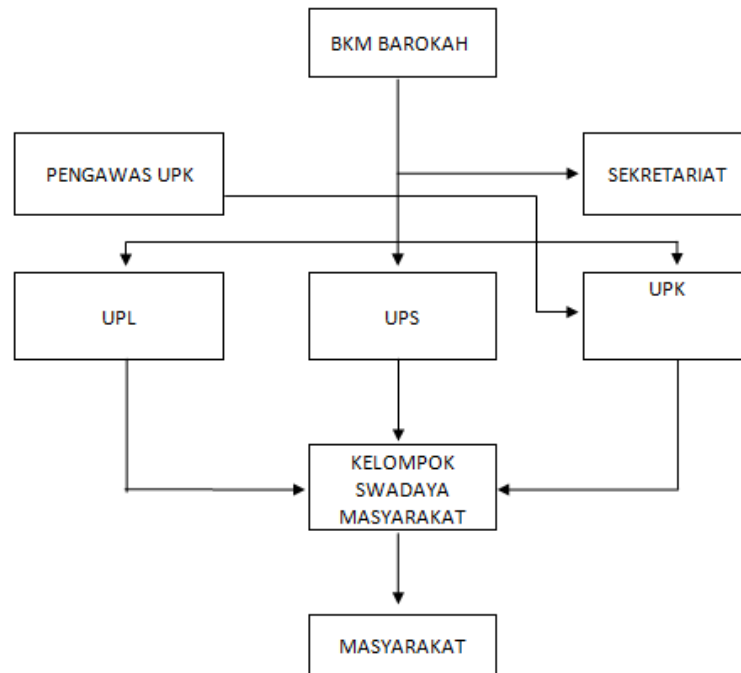 BKM BAROKAH
PENGAWAS UPK
SEKRETARIAT
UPL
UPS
UPK
KELOMPOK
SWADAYA
MASYARAKAT
MASYARAKAT